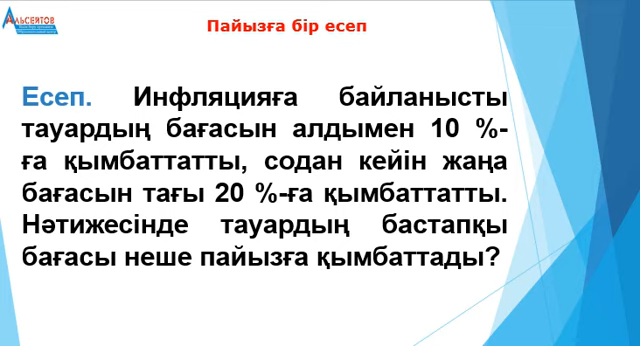 АЛЬСЕИТОВ
Пайызға бір есеп
Есеп. Инфляцияға байланысты
тауардың бағасын алдымен 10 %-
ға қымбаттатты, содан кейін жаңа
бағасын тағы 20 %-ға қымбаттатты.
Нәтижесінде тауардың бастапқы
бағасы неше пайызға қымбаттады?